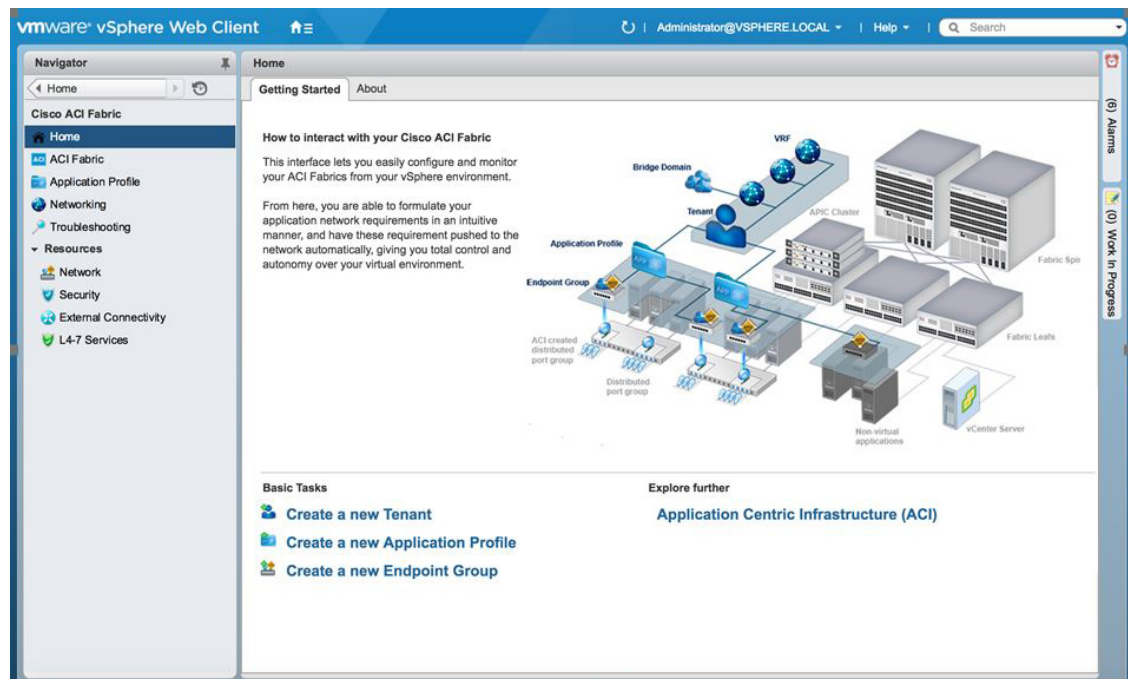 vmware® vSphere Web Client
Administrator@VSPHERE.LOCAL
Help
Search
Navigator
Home
Cisco ACI Fabric
Home
ACI Fabric
Application Profile
Networking
Troubleshooting
Resources
Network
Security
External Connectivity
L4-7 Services
Home
Getting Started
About
How to interact with your Cisco ACI Fabric
This interface lets you easily configure and monitor
your ACI Fabrics from your vSphere environment.
From here, you are able to formulate your
application network requirements in an intuitive
manner, and have these requirement pushed to the
network automatically, giving you total control and
autonomy over your virtual environment.
VRF
Bridge Domain
Tenant
APIC Cluster
Application Profile
Fabric Spin
Endpoint Group
APP
APP
Fabric Leafs
ACI created
distributed
port group
Distributed
port group
Non-virtual
applications
vCenter Server
Basic Tasks
Create a new Tenant
Create a new Application Profile
Create a new Endpoint Group
Explore further
Application Centric Infrastructure (ACI)
(6) Alarms
(0) Work In Progress